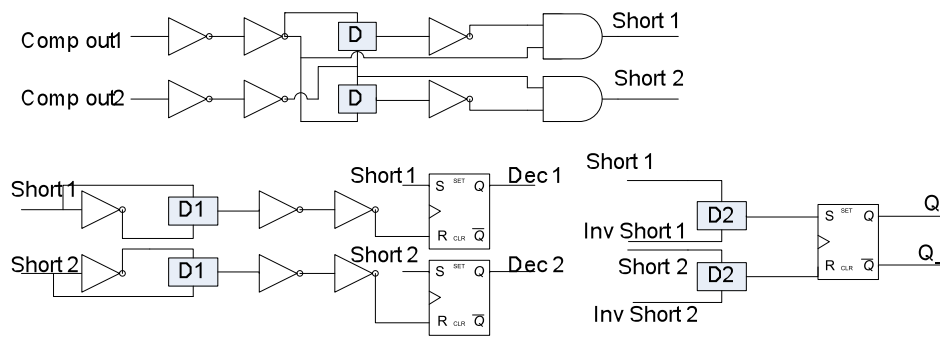 Comp out1
D
Short 1
Comp out2
D
Short 2
Short 1
D1
Short 1
S SET Q
R CLR Q
Dec 1
Short 2
D1
Short 2
S SET Q
R CLR Q
Dec 2
Short 1
D2
Inv Short 1
Short 2
D2
Inv Short 2
S SET Q
R CLR Q
Q
Q_